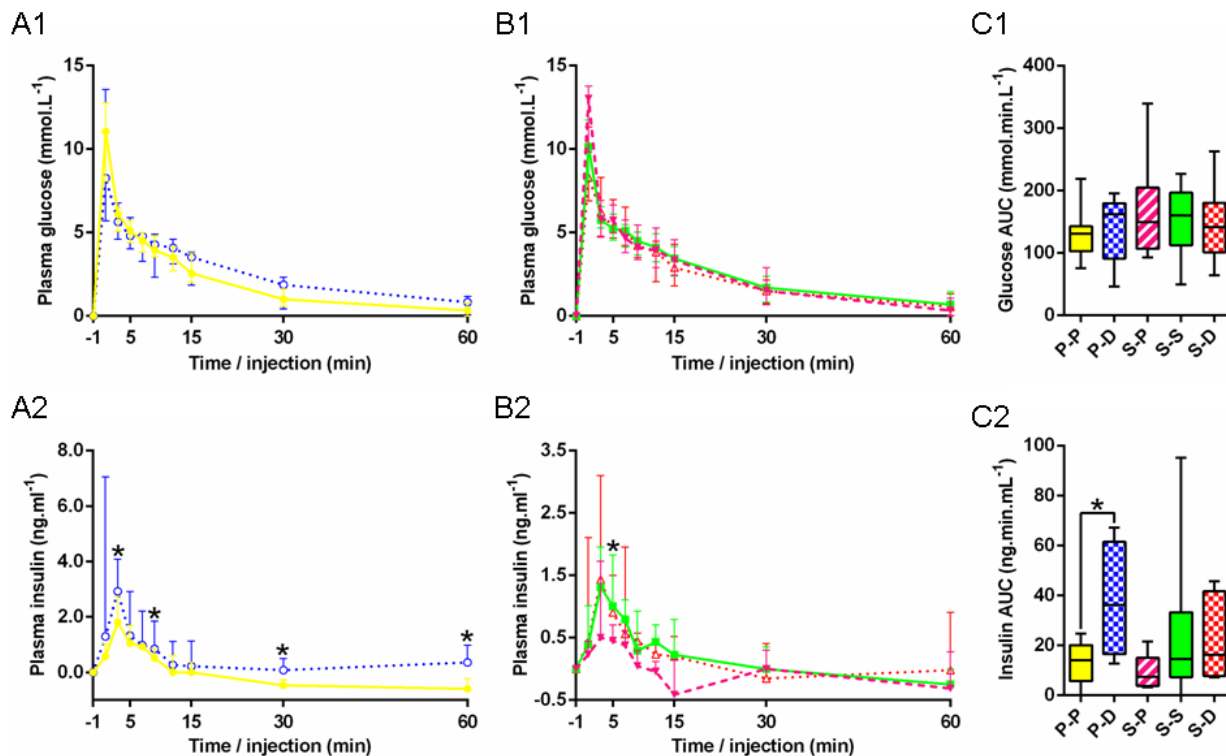 A1
B1
C1
Plasma glucose (mmol.L⁻¹)
15
10
5
0
-1 5 15 30 60
Time / injection (min)
Plasma glucose (mmol.L⁻¹)
15
10
5
0
-1 5 15 30 60
Time / injection (min)
Glucose AUC (mmol.min.L⁻¹)
400
300
200
100
0
P-P P-D S-P S-S S-D
A2
B2
C2
Plasma insulin (ng.ml⁻¹)
8.0
6.0
4.0
2.0
0.0
* * * *
-1 5 15 30 60
Time / injection (min)
Plasma insulin (ng.ml⁻¹)
3.5
2.5
1.5
0.5
-0.5
*
-1 5 15 30 60
Time / injection (min)
Insulin AUC (ng.min.mL⁻¹)
100
80
60
40
20
0
*
P-P P-D S-P S-S S-D